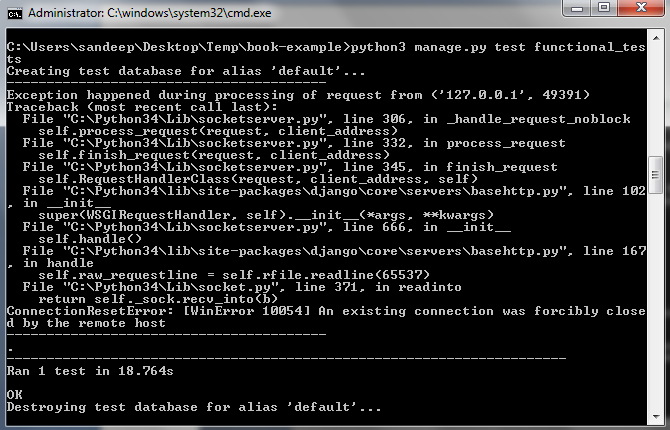 Administrator: C:\windows\system32\cmd.exe
C:\Users\sandeep\Desktop\Temp\book-example>python3 manage.py test functional_tes
ts
Creating test database for alias 'default'...
----------------------------------------
Exception happened during processing of request from ('127.0.0.1', 49391)
Traceback (most recent call last):
  File "C:\Python34\Lib\socketserver.py", line 306, in _handle_request_noblock
    self.process_request(request, client_address)
  File "C:\Python34\Lib\socketserver.py", line 332, in process_request
    self.finish_request(request, client_address)
  File "C:\Python34\Lib\socketserver.py", line 345, in finish_request
    self.RequestHandlerClass(request, client_address, self)
  File "C:\Python34\lib\site-packages\django\core\servers\basehttp.py", line 102
, in __init__
    super(WSGIRequestHandler, self).__init__(*args, **kwargs)
  File "C:\Python34\Lib\socketserver.py", line 666, in __init__
    self.handle()
  File "C:\Python34\lib\site-packages\django\core\servers\basehttp.py", line 167
, in handle
    self.raw_requestline = self.rfile.readline(65537)
  File "C:\Python34\Lib\socket.py", line 371, in readinto
    return self._sock.recv_into(b)
ConnectionResetError: [WinError 10054] An existing connection was forcibly close
d by the remote host
----------------------------------------
.
----------------------------------------------------------------------
Ran 1 test in 18.764s
OK
Destroying test database for alias 'default'...